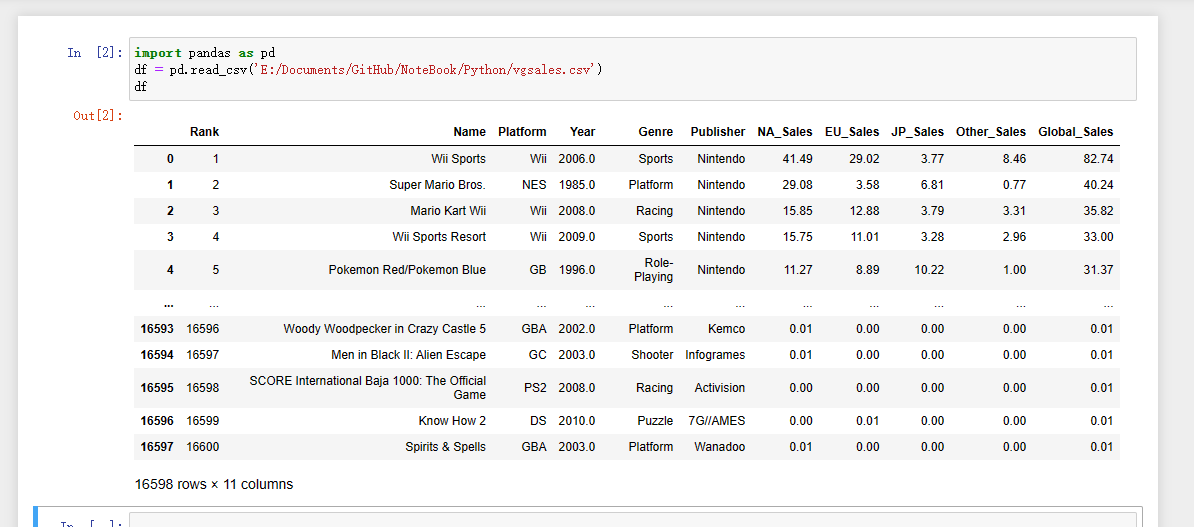 In [2]: import pandas as pd
df = pd.read_csv('E:/Documents/GitHub/NoteBook/Python/vgsales.csv')
df
Out[2]:
Rank Name Platform Year Genre Publisher NA_Sales EU_Sales JP_Sales Other_Sales Global_Sales
0 1 Wii Sports Wii 2006.0 Sports Nintendo 41.49 29.02 3.77 8.46 82.74
1 2 Super Mario Bros. NES 1985.0 Platform Nintendo 29.08 3.58 6.81 0.77 40.24
2 3 Mario Kart Wii Wii 2008.0 Racing Nintendo 15.85 12.88 3.79 3.31 35.82
3 4 Wii Sports Resort Wii 2009.0 Sports Nintendo 15.75 11.01 3.28 2.96 33.00
4 5 Pokemon Red/Pokemon Blue GB 1996.0 Role-
Playing Nintendo 11.27 8.89 10.22 1.00 31.37
... ... ... ... ... ... ... ... ... ... ... ...
16593 16596 Woody Woodpecker in Crazy Castle 5 GBA 2002.0 Platform Kemco 0.01 0.00 0.00 0.00 0.01
16594 16597 Men in Black II: Alien Escape GC 2003.0 Shooter Infogrames 0.01 0.00 0.00 0.00 0.01
16595 16598 SCORE International Baja 1000: The Official
Game PS2 2008.0 Racing Activision 0.00 0.00 0.00 0.00 0.01
16596 16599 Know How 2 DS 2010.0 Puzzle 7G//AMES 0.00 0.01 0.00 0.00 0.01
16597 16600 Spirits & Spells GBA 2003.0 Platform Wanadoo 0.01 0.00 0.00 0.00 0.01
16598 rows × 11 columns
In [ ]: